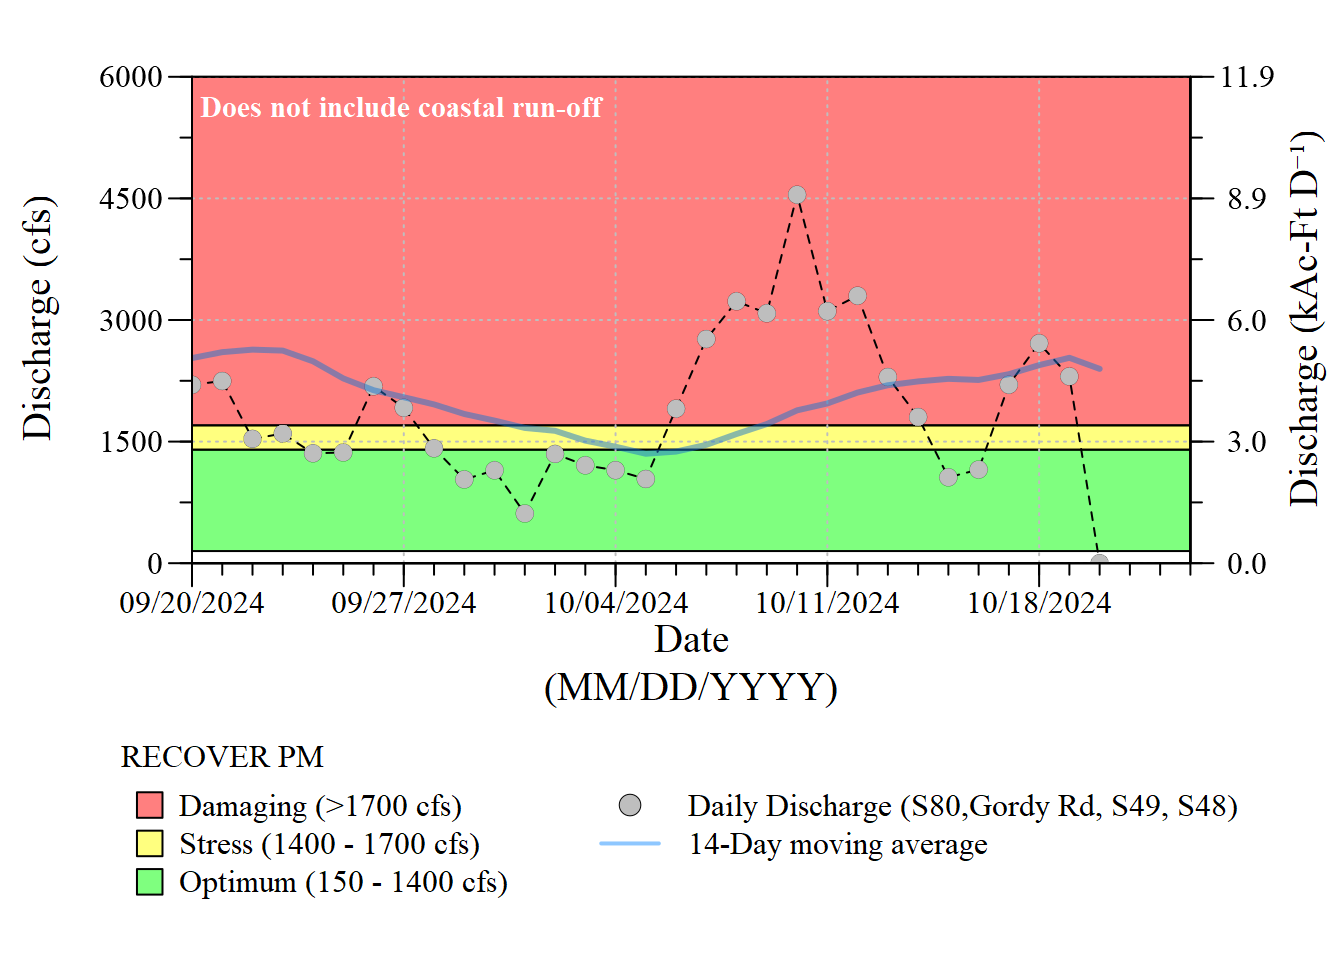 Does not include coastal run-off
Discharge (cfs)
6000
4500
3000
1500
0
11.9
8.9
6.0
3.0
0.0
Discharge (kAc-Ft D⁻¹)
09/20/2024 09/27/2024 10/04/2024 10/11/2024 10/18/2024
Date
(MM/DD/YYYY)
RECOVER PM
Damaging (>1700 cfs)
Stress (1400 - 1700 cfs)
Optimum (150 - 1400 cfs)
Daily Discharge (S80,Gordy Rd, S49, S48)
14-Day moving average